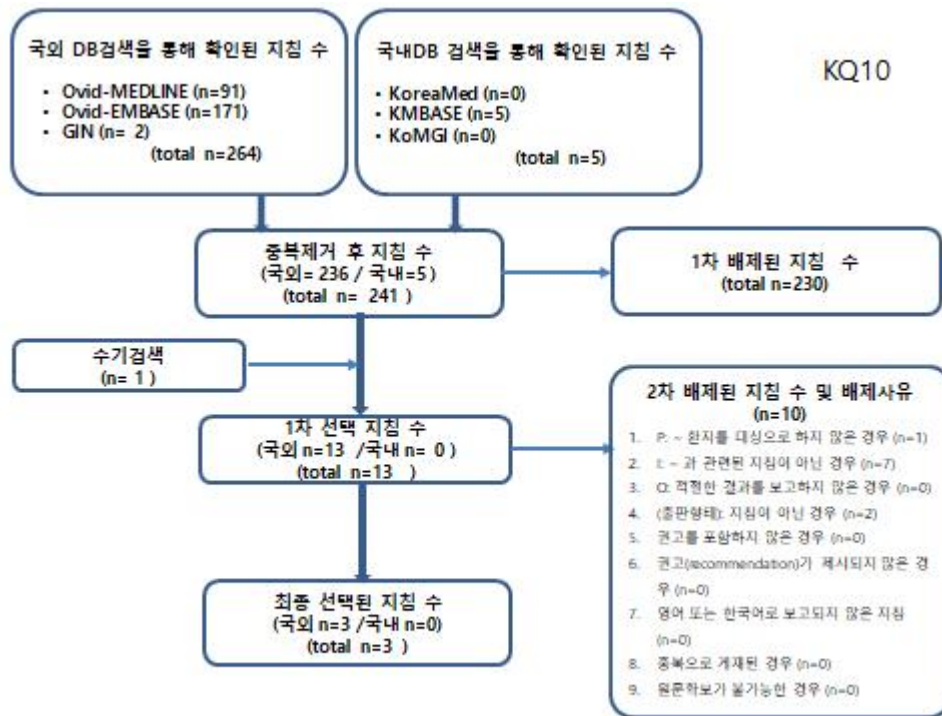 국외 DB검색을 통해 확인된 지침 수
• Ovid-MEDLINE (n=91)
• Ovid-EMBASE (n=171)
• GIN (n= 2)
(total n=264)
국내DB 검색을 통해 확인된 지침 수
• KoreaMed (n=0)
• KMBASE (n=5)
• KoMGI (n=0)
(total n=5)
KQ10
중복제거 후 지침 수
(국외= 236 / 국내=5 )
(total n= 241 )
1차 배제된 지침 수
(total n=230)
수기검색
(n= 1 )
1차 선택 지침 수
(국외 n=13 /국내 n= 0 )
(total n=13 )
2차 배제된 지침 수 및 배제사유
(n=10)
1. P: ~ 환자를 대상으로 하지 않은 경우 (n=1)
2. I: ~ 과 관련된 지침이 아닌 경우 (n=7)
3. O: 적절한 결과를 보고하지 않은 경우 (n=0)
4. (출판형태): 지침이 아닌 경우 (n=2)
5. 권고를 포함하지 않은 경우 (n=0)
6. 권고(recommendation)가 제시되지 않은 경
우 (n=0)
7. 영어 또는 한국어로 보고되지 않은 지침
(n=0)
8. 중복으로 게재된 경우 (n=0)
9. 원문확보가 불가능한 경우 (n=0)
최종 선택된 지침 수
(국외 n=3 /국내 n=0)
(total n=3 )